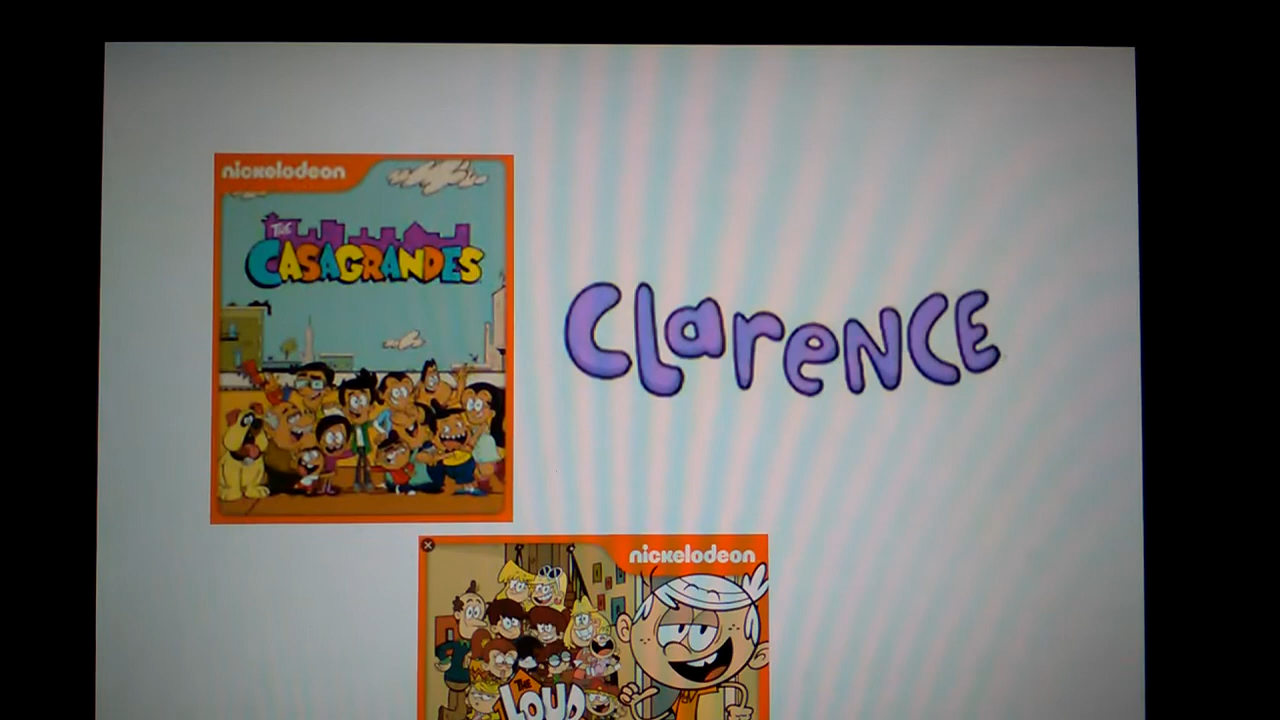 nickelodeon
THE
CASAGRANDES
Clarence
nickelodeon
THE
LOUD